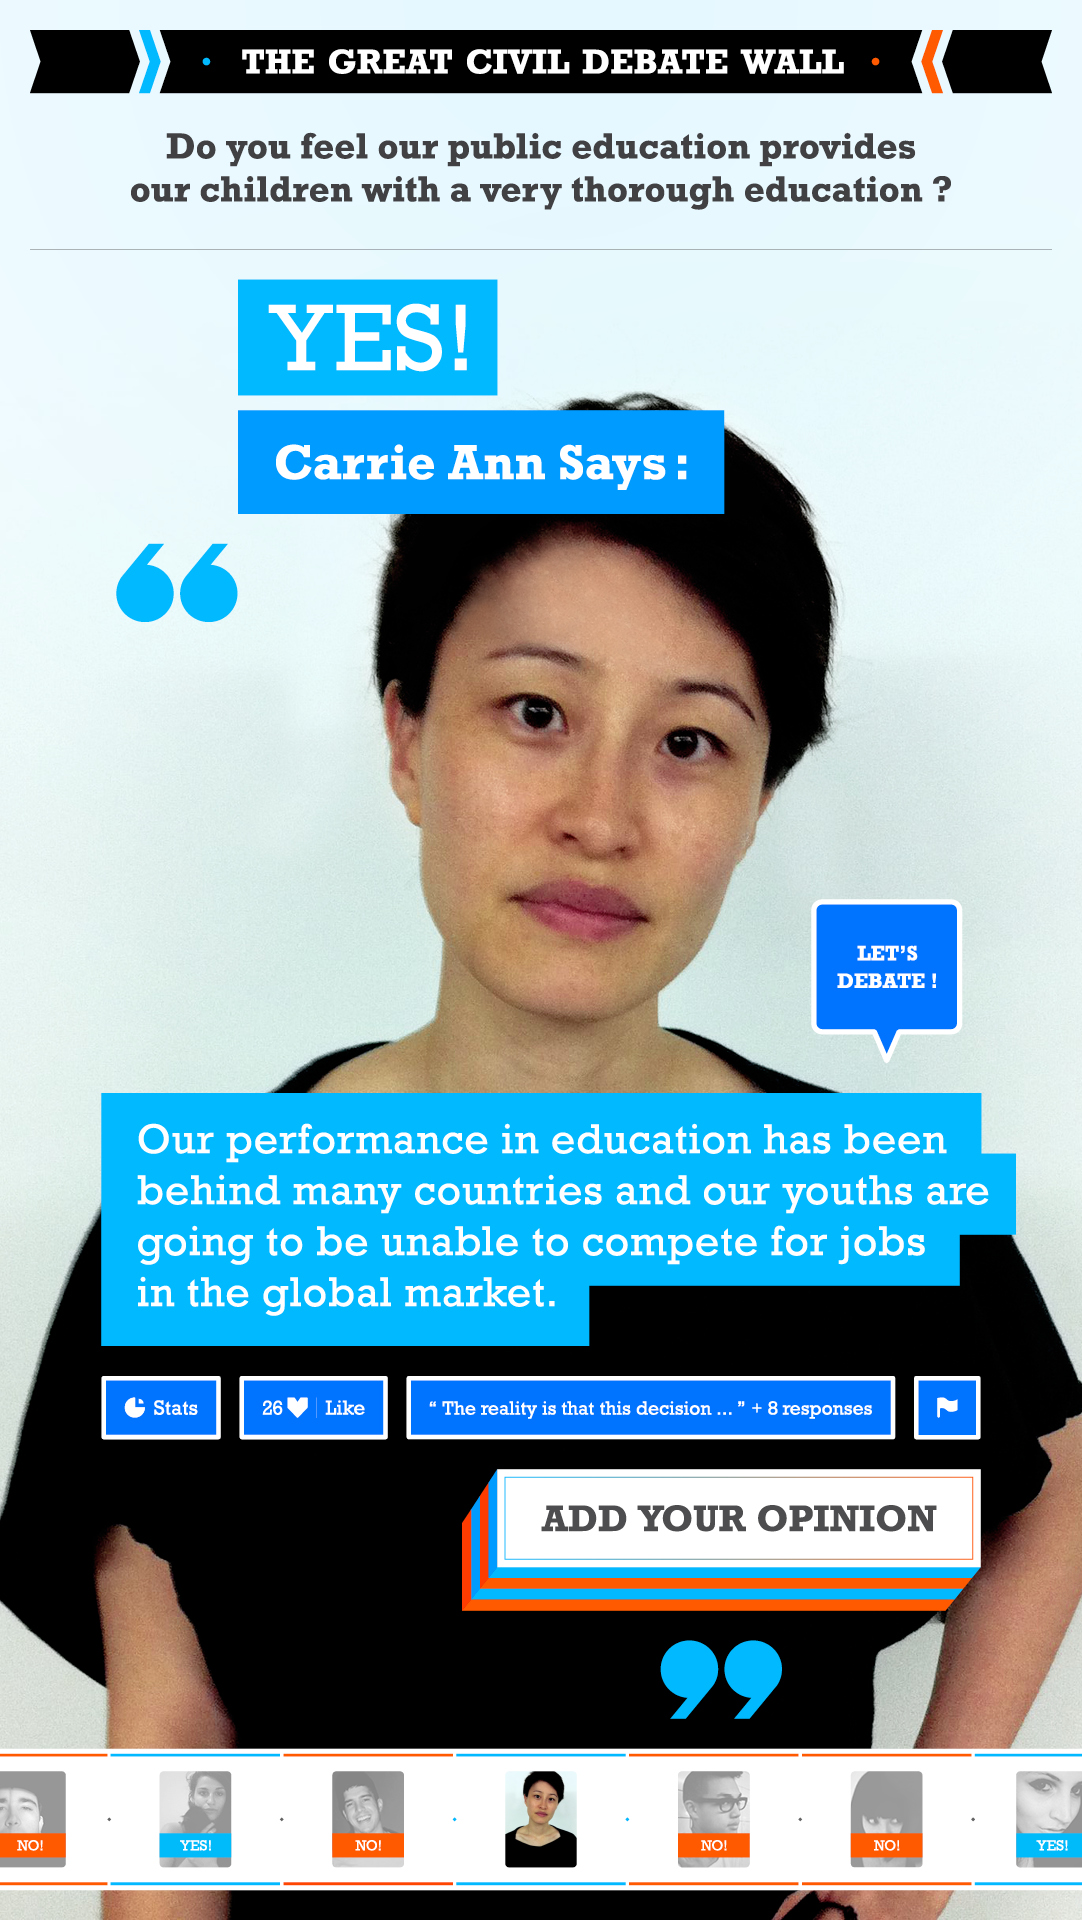 THE GREAT CIVIL DEBATE WALL
Do you feel our public education provides
our children with a very thorough education ?
YES!
Carrie Ann Says :
“
LET’S
DEBATE !
Our performance in education has been
behind many countries and our youths are
going to be unable to compete for jobs
in the global market.
Stats
26 Like
“ The reality is that this decision ... ” + 8 responses
ADD YOUR OPINION
”
NO!
YES!
NO!
NO!
NO!
YES!